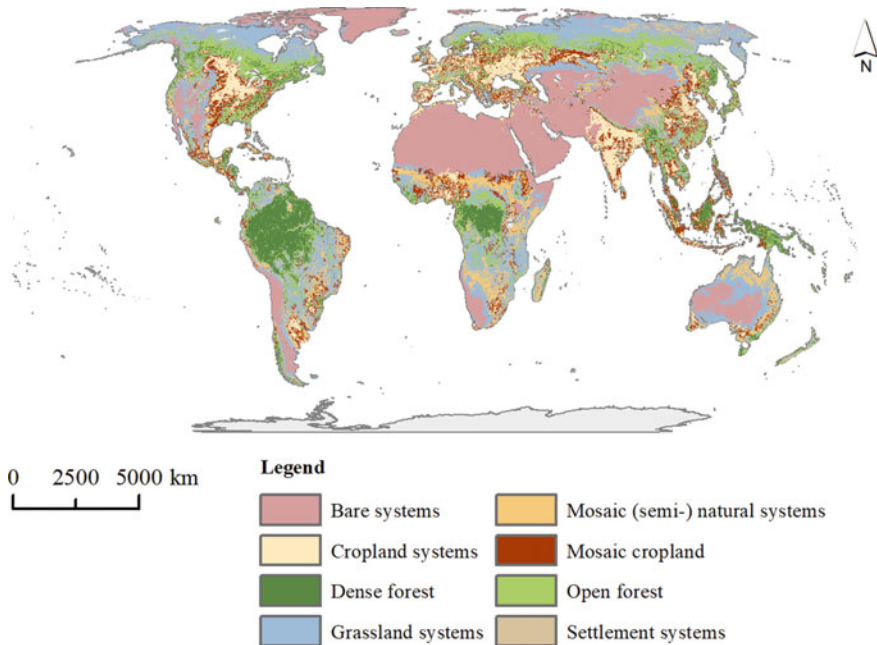 N
0 2500 5000 km
Legend
Bare systems
Mosaic (semi-) natural systems
Cropland systems
Mosaic cropland
Dense forest
Open forest
Grassland systems
Settlement systems